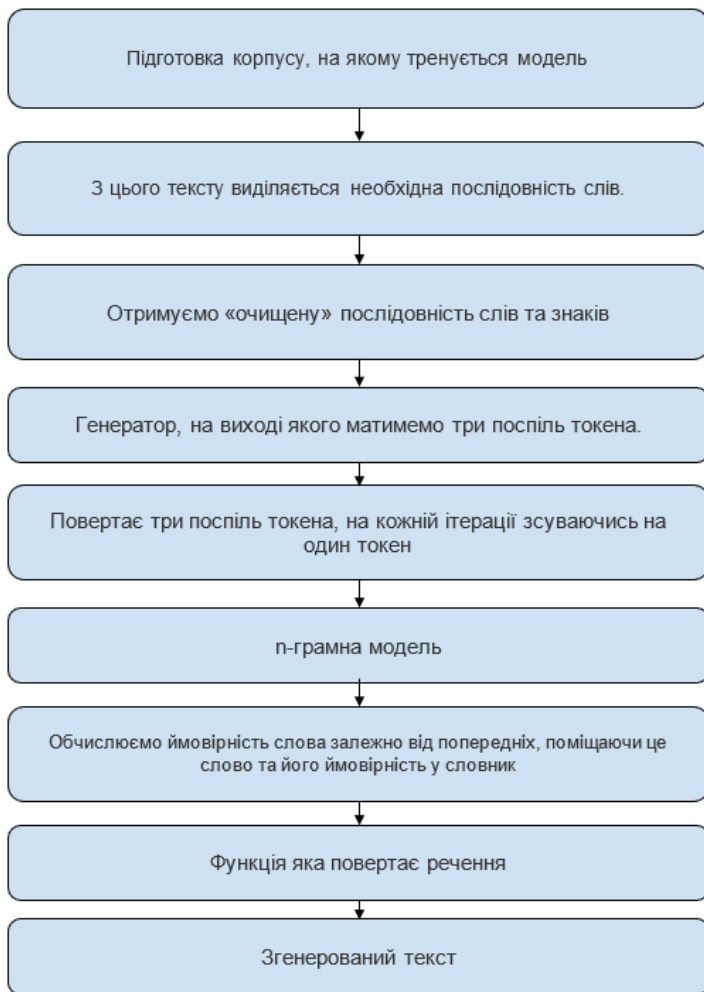 Підготовка корпусу, на якому тренується модель
З цього тексту виділяється необхідна послідовність слів.
Отримуємо «очищену» послідовність слів та знаків
Генератор, на виході якого матимемо три поспіль токена.
Повертає три поспіль токена, на кожній ітерації зсуваючись на
один токен
n-грамна модель
Обчислюємо ймовірність слова залежно від попередніх, поміщаючи це
слово та його ймовірність у словник
Функція яка повертає речення
Згенерований текст